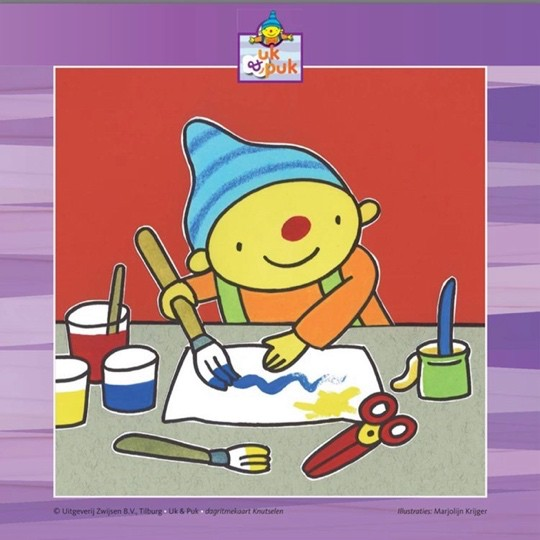 uk
& puk
© Uitgeverij Zwijsen B.V., Tilburg • Uk & Puk • dagritmekaart Knutselen
Illustraties: Marjolijn Krijger